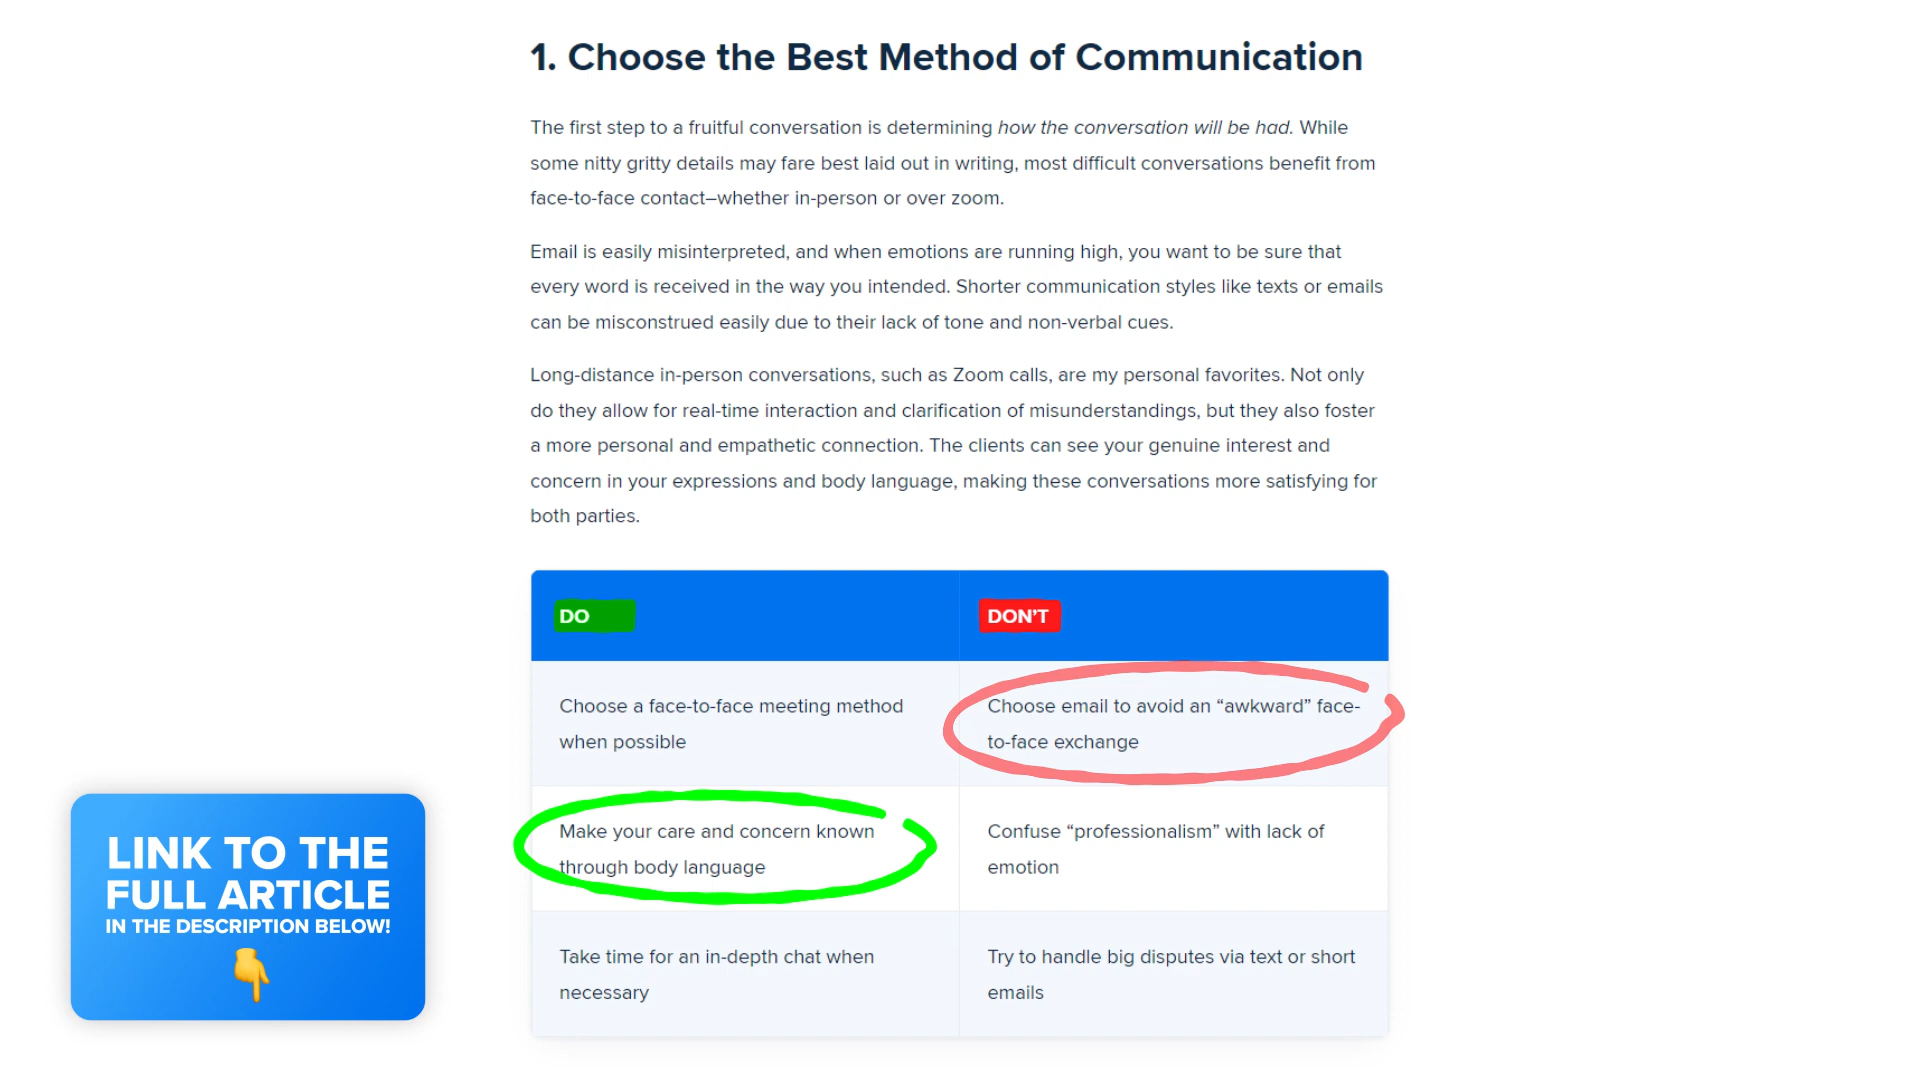 1. Choose the Best Method of Communication
The first step to a fruitful conversation is determining how the conversation will be had. While
some nitty gritty details may fare best laid out in writing, most difficult conversations benefit from
face-to-face contact–whether in-person or over zoom.
Email is easily misinterpreted, and when emotions are running high, you want to be sure that
every word is received in the way you intended. Shorter communication styles like texts or emails
can be misconstrued easily due to their lack of tone and non-verbal cues.
Long-distance in-person conversations, such as Zoom calls, are my personal favorites. Not only
do they allow for real-time interaction and clarification of misunderstandings, but they also foster
a more personal and empathetic connection. The clients can see your genuine interest and
concern in your expressions and body language, making these conversations more satisfying for
both parties.
DO
DON’T
Choose a face-to-face meeting method
when possible
Choose email to avoid an “awkward” face-
to-face exchange
Make your care and concern known
through body language
Confuse “professionalism” with lack of
emotion
Take time for an in-depth chat when
necessary
Try to handle big disputes via text or short
emails
LINK TO THE
FULL ARTICLE
IN THE DESCRIPTION BELOW!